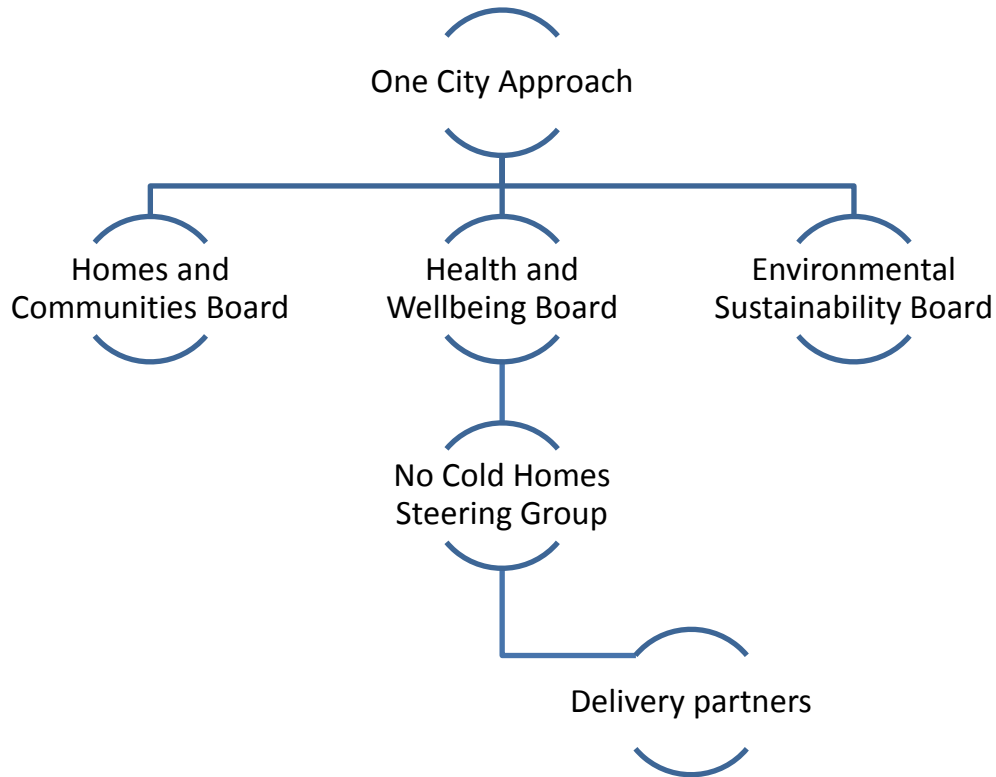 One City Approach
Homes and
Communities Board
Health and
Wellbeing Board
Environmental
Sustainability Board
No Cold Homes
Steering Group
Delivery partners